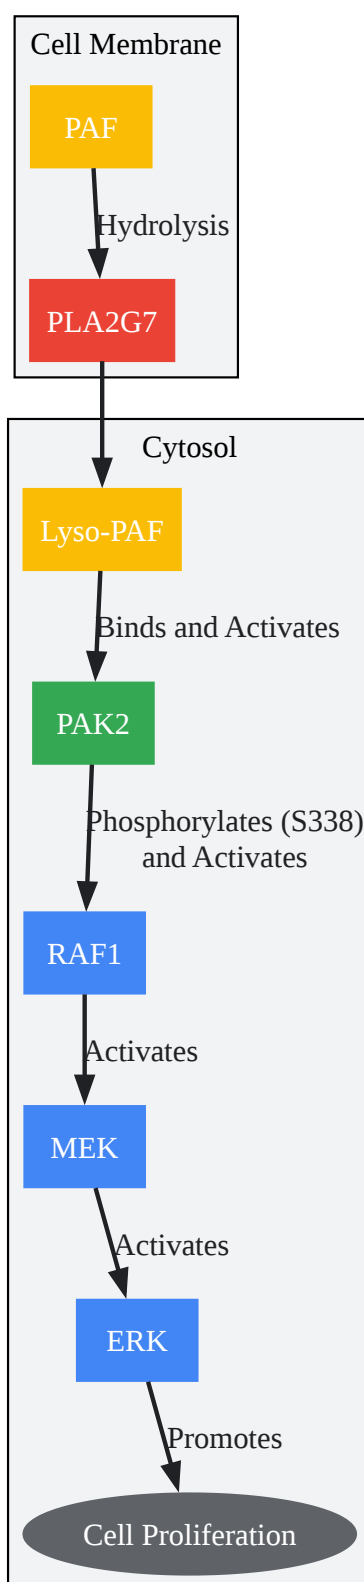 Cell Membrane
PAF
Hydrolysis
PLA2G7
Cytosol
Lyso-PAF
Binds and Activates
PAK2
Phosphorylates (S338)
and Activates
RAF1
Activates
MEK
Activates
ERK
Promotes
Cell Proliferation